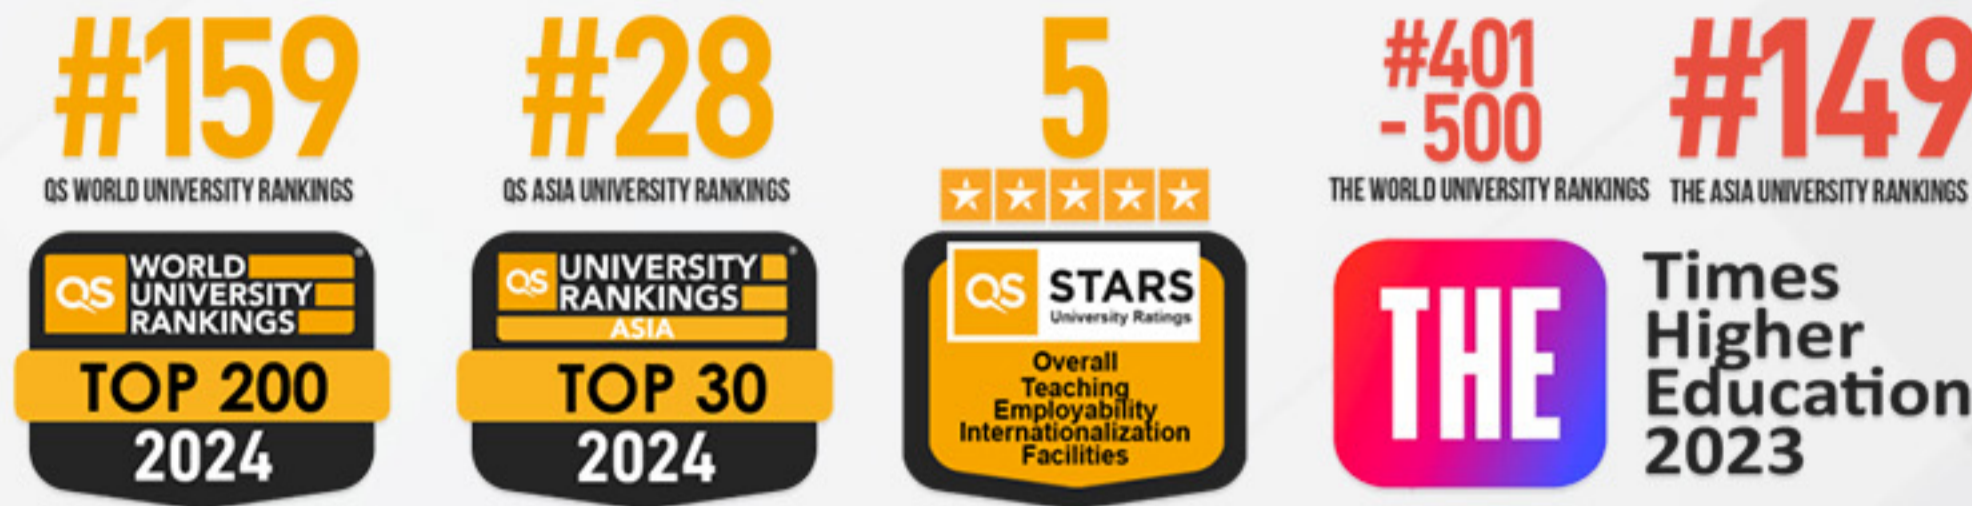 #159
QS WORLD UNIVERSITY RANKINGS
QS WORLD
UNIVERSITY
RANKINGS
TOP 200
2024
#28
QS ASIA UNIVERSITY RANKINGS
QS UNIVERSITY
RANKINGS
ASIA
TOP 30
2024
5
QS STARS
University Ratings
Overall
Teaching
Employability
Internationalization
Facilities
#401
- 500
THE WORLD UNIVERSITY RANKINGS
#149
THE ASIA UNIVERSITY RANKINGS
THE
Times
Higher
Education
2023